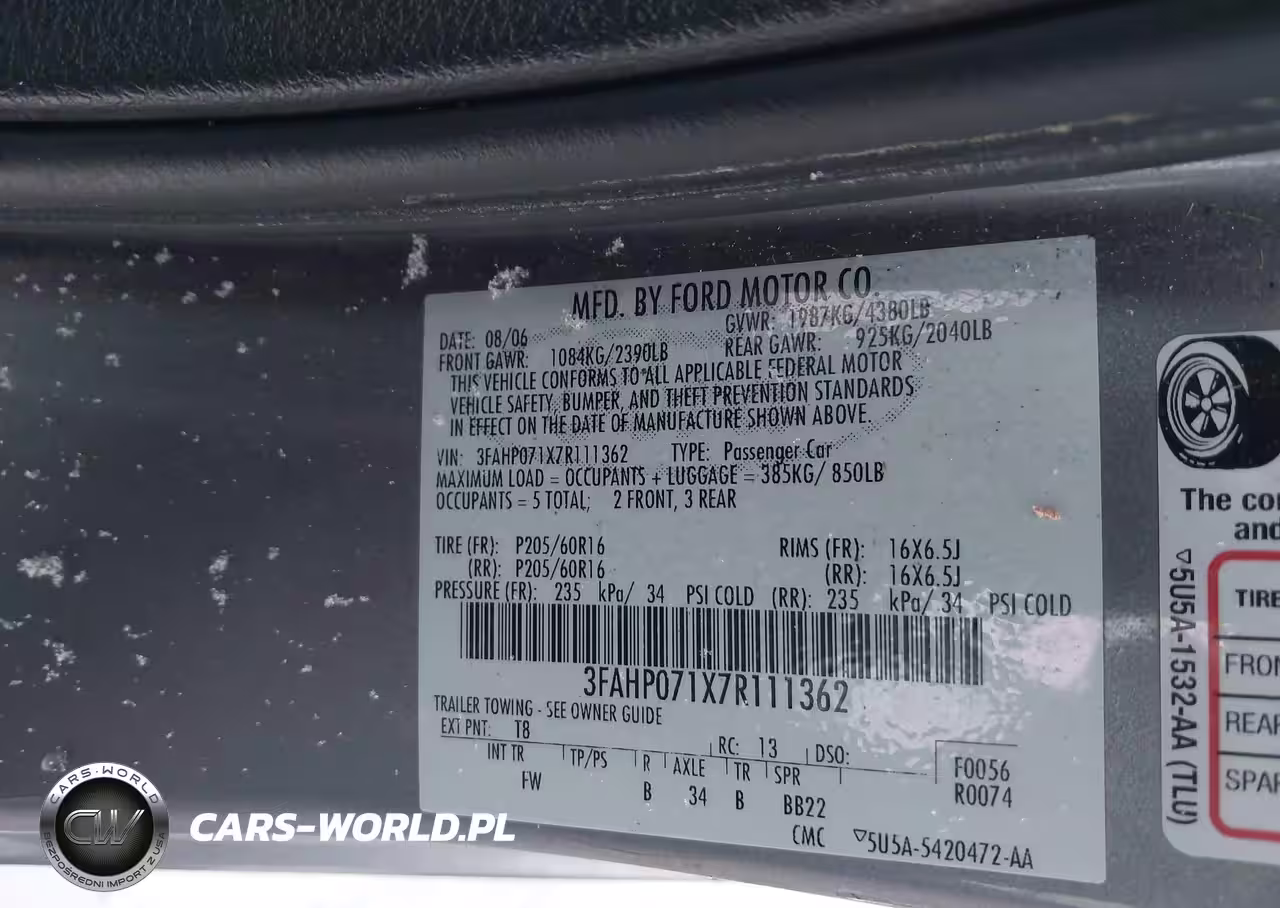 MFD. BY FORD MOTOR CO.
DATE: 08/06 GVWR: 1987KG/4380LB
FRONT GAWR: 1084KG/2390LB REAR GAWR: 925KG/2040LB
THIS VEHICLE CONFORMS TO ALL APPLICABLE FEDERAL MOTOR
VEHICLE SAFETY, BUMPER, AND THEFT PREVENTION STANDARDS
IN EFFECT ON THE DATE OF MANUFACTURE SHOWN ABOVE.
VIN: 3FAHP071X7R111362 TYPE: Passenger Car
MAXIMUM LOAD = OCCUPANTS + LUGGAGE = 385KG/ 850LB
OCCUPANTS = 5 TOTAL; 2 FRONT, 3 REAR
TIRE (FR): P205/60R16 RIMS (FR): 16X6.5J
(RR): P205/60R16 (RR): 16X6.5J
PRESSURE (FR): 235 kPa/ 34 PSI COLD (RR): 235 kPa/ 34 PSI COLD
3FAHP071X7R111362
TRAILER TOWING - SEE OWNER GUIDE
EXT PNT: T8 RC: 13 DSO:
INT TR TP/PS R AXLE TR SPR F0056
FW B 34 B BB22 R0074
CMC ▽5U5A-5420472-AA
The co
and
▽5U5A-1532-AA (TLU)
TIRE
FRON
REAR
SPAR
CARS-WORLD
CW
BEZPOŚREDNI IMPORT Z USA
CARS-WORLD.PL